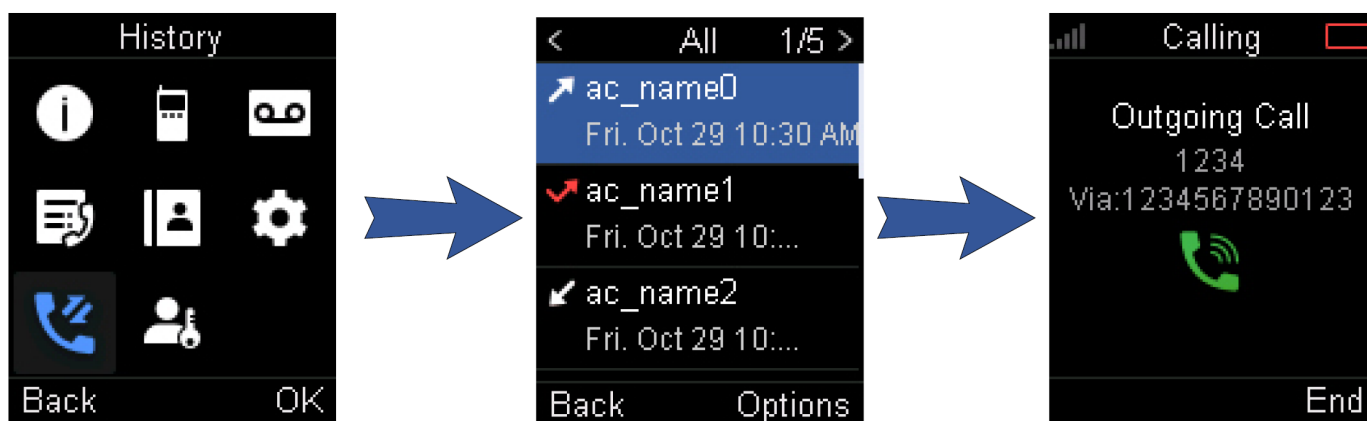 History
Back OK
< All 1/5 >
ac_name0
Fri. Oct 29 10:30 AM
ac_name1
Fri. Oct 29 10:...
ac_name2
Fri. Oct 29 10:...
Back Options
Calling
Outgoing Call
1234
Via:1234567890123
End